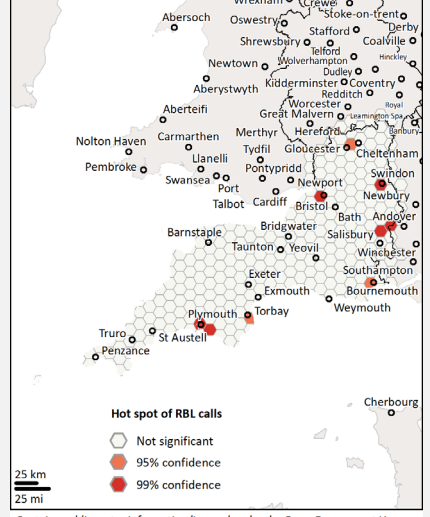 Wrexham Crewe
Abersoch Oswestry Stoke-on-trent
Derby
Stafford
Shrewsbury Coalville
Telford
Wolverhampton Hinckley
Newtown
Dudley
Aberystwyth Kidderminster Coventry
Redditch
Worcester Royal
Aberteifi Great Malvern Leamington Spa
Nolton Haven Carmarthen Merthyr Hereford Banbury
Tydfil Gloucester Cheltenham
Pembroke Llanelli
Pontypridd Swindon
Swansea Port Newport
Talbot Cardiff Bristol Newbury
Bath Andover
Barnstaple Bridgwater Salisbury
Taunton Yeovil Winchester
Exeter Southampton
Exmouth Bournemouth
Plymouth Torbay Weymouth
Truro
St Austell
Penzance
Cherbourg
Hot spot of RBL calls
Not significant
95% confidence
99% confidence
25 km
25 mi